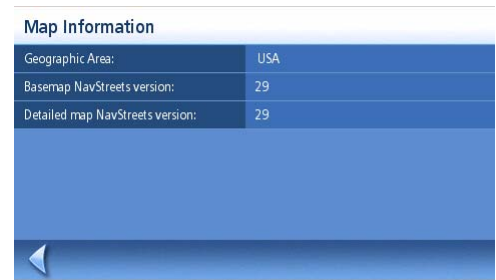 Map Information
Geographic Area: USA
Basemap NavStreets version: 29
Detailed map NavStreets version: 29